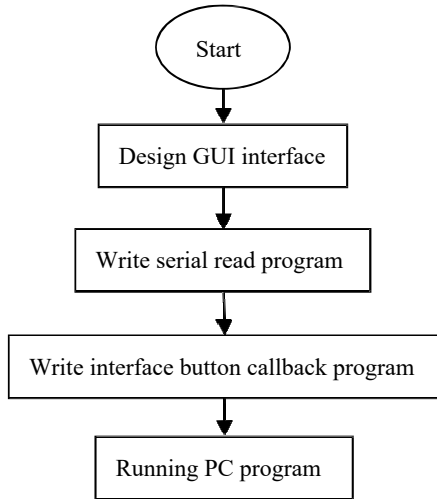 Start
Design GUI interface
Write serial read program
Write interface button callback program
Running PC program